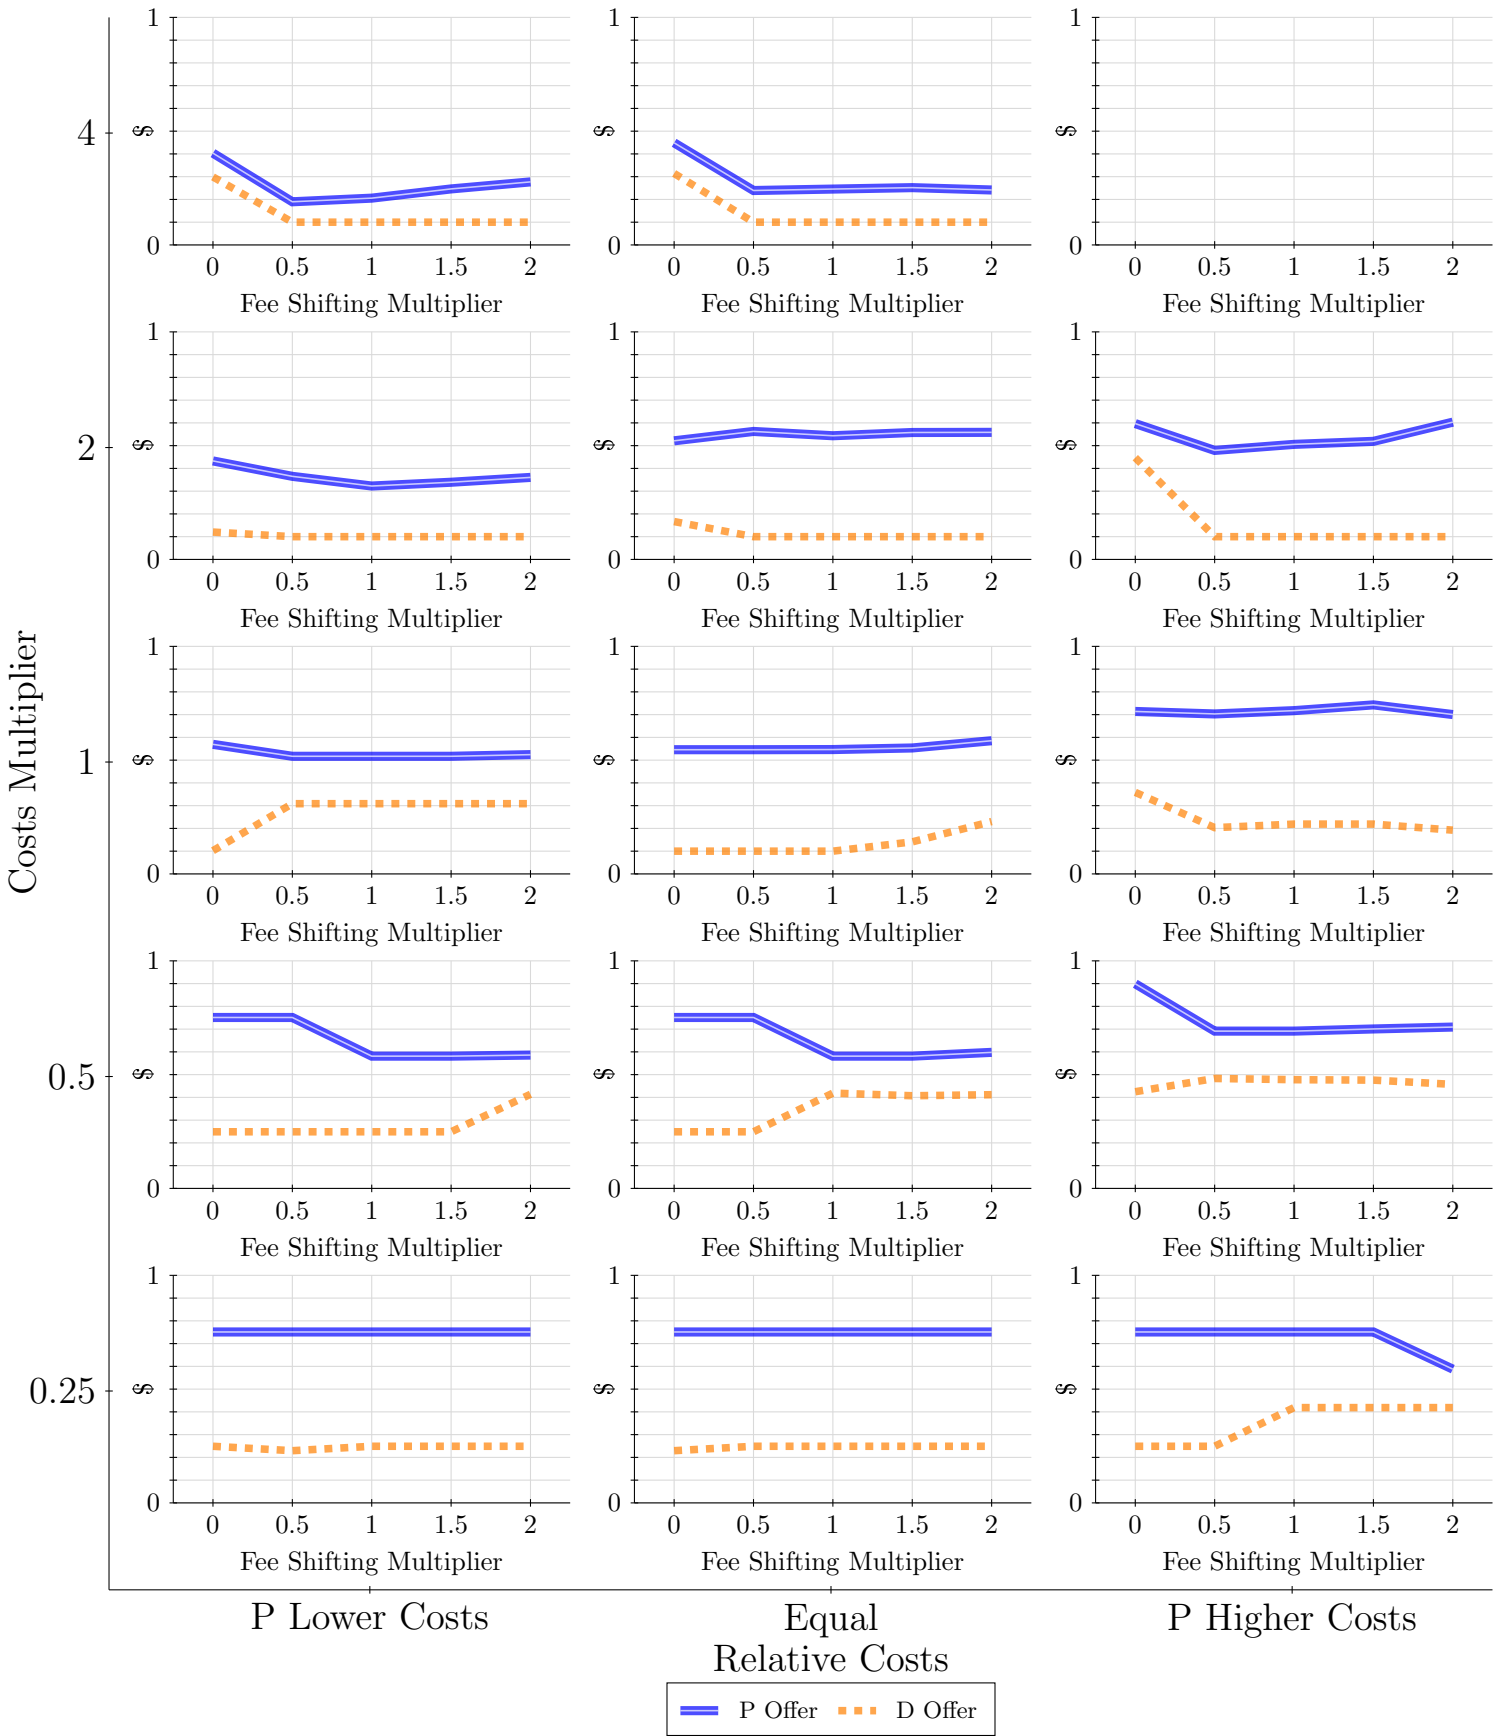 1 1 1
4 $ $ $
0 0 0
0 0.5 1 1.5 2 0 0.5 1 1.5 2 0 0.5 1 1.5 2
Fee Shifting Multiplier Fee Shifting Multiplier Fee Shifting Multiplier
1 1 1
2 $ $ $
0 0 0
0 0.5 1 1.5 2 0 0.5 1 1.5 2 0 0.5 1 1.5 2
Fee Shifting Multiplier Fee Shifting Multiplier Fee Shifting Multiplier
Costs Multiplier
1 1 1
1 $ $ $
0 0 0
0 0.5 1 1.5 2 0 0.5 1 1.5 2 0 0.5 1 1.5 2
Fee Shifting Multiplier Fee Shifting Multiplier Fee Shifting Multiplier
1 1 1
0.5 $ $ $
0 0 0
0 0.5 1 1.5 2 0 0.5 1 1.5 2 0 0.5 1 1.5 2
Fee Shifting Multiplier Fee Shifting Multiplier Fee Shifting Multiplier
1 1 1
0.25 $ $ $
0 0 0
0 0.5 1 1.5 2 0 0.5 1 1.5 2 0 0.5 1 1.5 2
Fee Shifting Multiplier Fee Shifting Multiplier Fee Shifting Multiplier
P Lower Costs Equal P Higher Costs
Relative Costs
P Offer D Offer